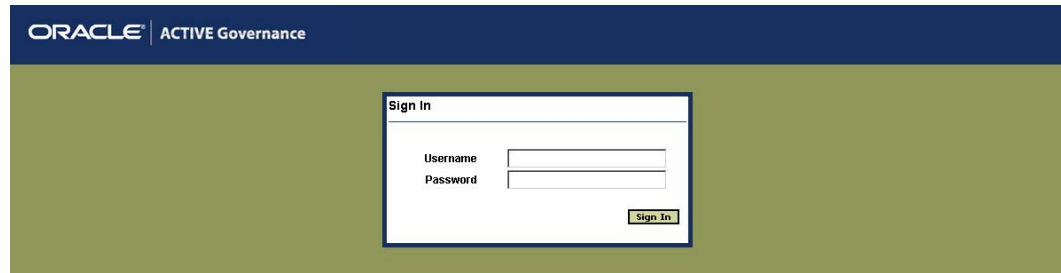 ORACLE® ACTIVE Governance
Sign In
Username
Password
Sign In